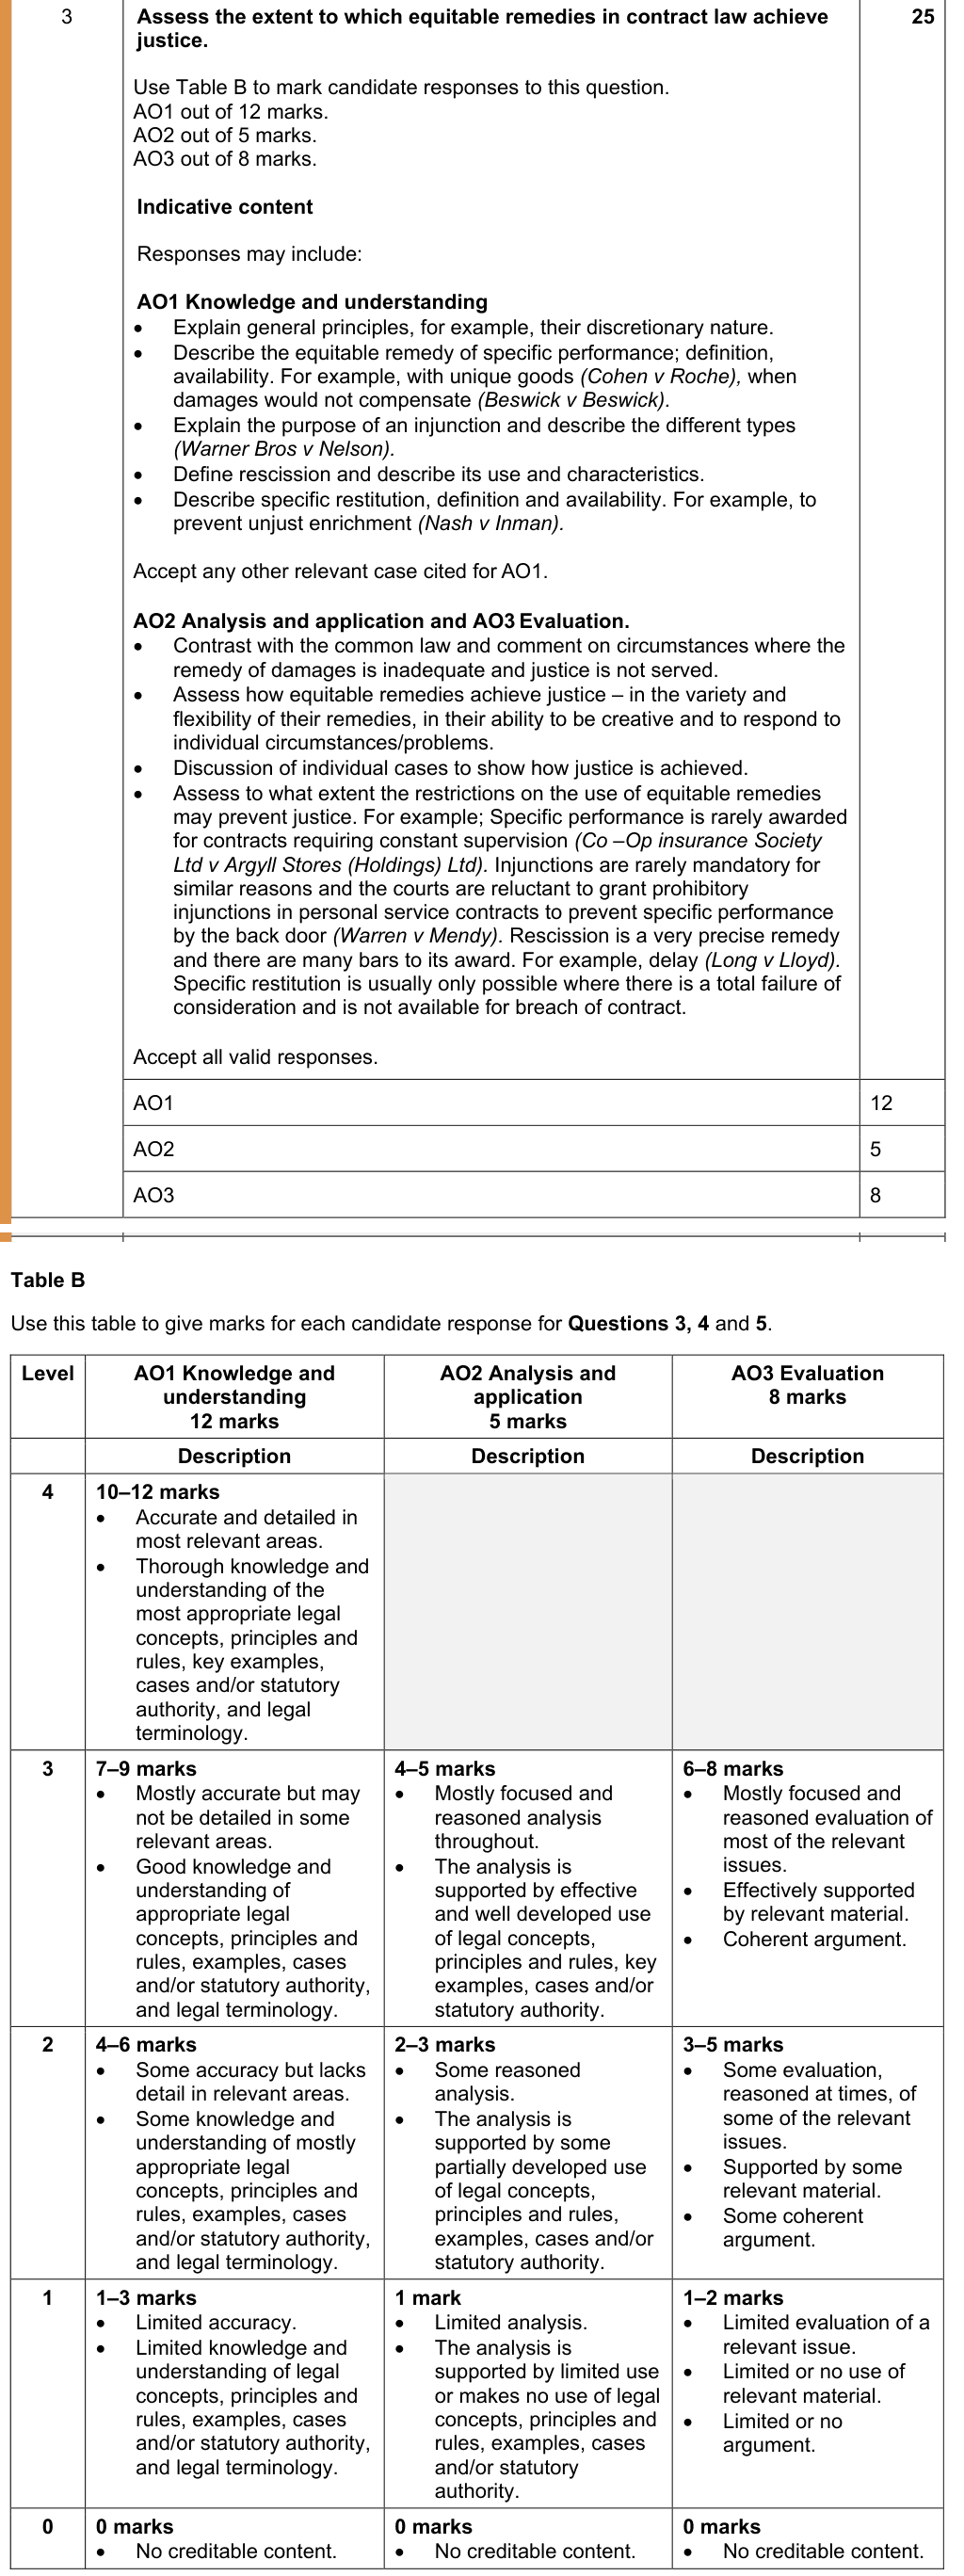 3
Assess the extent to which equitable remedies in contract law achieve
justice.
25
Use Table B to mark candidate responses to this question.
AO1 out of 12 marks.
AO2 out of 5 marks.
AO3 out of 8 marks.
Indicative content
Responses may include:
AO1 Knowledge and understanding
• Explain general principles, for example, their discretionary nature.
• Describe the equitable remedy of specific performance; definition,
availability. For example, with unique goods (Cohen v Roche), when
damages would not compensate (Beswick v Beswick).
• Explain the purpose of an injunction and describe the different types
(Warner Bros v Nelson).
• Define rescission and describe its use and characteristics.
• Describe specific restitution, definition and availability. For example, to
prevent unjust enrichment (Nash v Inman).
Accept any other relevant case cited for AO1.
AO2 Analysis and application and AO3 Evaluation.
• Contrast with the common law and comment on circumstances where the
remedy of damages is inadequate and justice is not served.
• Assess how equitable remedies achieve justice – in the variety and
flexibility of their remedies, in their ability to be creative and to respond to
individual circumstances/problems.
• Discussion of individual cases to show how justice is achieved.
• Assess to what extent the restrictions on the use of equitable remedies
may prevent justice. For example; Specific performance is rarely awarded
for contracts requiring constant supervision (Co –Op insurance Society
Ltd v Argyll Stores (Holdings) Ltd). Injunctions are rarely mandatory for
similar reasons and the courts are reluctant to grant prohibitory
injunctions in personal service contracts to prevent specific performance
by the back door (Warren v Mendy). Rescission is a very precise remedy
and there are many bars to its award. For example, delay (Long v Lloyd).
Specific restitution is usually only possible where there is a total failure of
consideration and is not available for breach of contract.
Accept all valid responses.
AO1 12
AO2 5
AO3 8
Table B
Use this table to give marks for each candidate response for Questions 3, 4 and 5.
Level
AO1 Knowledge and
understanding
12 marks
AO2 Analysis and
application
5 marks
AO3 Evaluation
8 marks
Description
Description
Description
4
10–12 marks
• Accurate and detailed in
most relevant areas.
• Thorough knowledge and
understanding of the
most appropriate legal
concepts, principles and
rules, key examples,
cases and/or statutory
authority, and legal
terminology.
3
7–9 marks
• Mostly accurate but may
not be detailed in some
relevant areas.
• Good knowledge and
understanding of
appropriate legal
concepts, principles and
rules, examples, cases
and/or statutory authority,
and legal terminology.
4–5 marks
• Mostly focused and
reasoned analysis
throughout.
• The analysis is
supported by effective
and well developed use
of legal concepts,
principles and rules, key
examples, cases and/or
statutory authority.
6–8 marks
• Mostly focused and
reasoned evaluation of
most of the relevant
issues.
• Effectively supported
by relevant material.
• Coherent argument.
2
4–6 marks
• Some accuracy but lacks
detail in relevant areas.
• Some knowledge and
understanding of mostly
appropriate legal
concepts, principles and
rules, examples, cases
and/or statutory authority,
and legal terminology.
2–3 marks
• Some reasoned
analysis.
• The analysis is
supported by some
partially developed use
of legal concepts,
principles and rules,
examples, cases and/or
statutory authority.
3–5 marks
• Some evaluation,
reasoned at times, of
some of the relevant
issues.
• Supported by some
relevant material.
• Some coherent
argument.
1
1–3 marks
• Limited accuracy.
• Limited knowledge and
understanding of legal
concepts, principles and
rules, examples, cases
and/or statutory authority,
and legal terminology.
1 mark
• Limited analysis.
• The analysis is
supported by limited use
or makes no use of legal
concepts, principles and
rules, examples, cases
and/or statutory
authority.
1–2 marks
• Limited evaluation of a
relevant issue.
• Limited or no use of
relevant material.
• Limited or no
argument.
0
0 marks
• No creditable content.
0 marks
• No creditable content.
0 marks
• No creditable content.